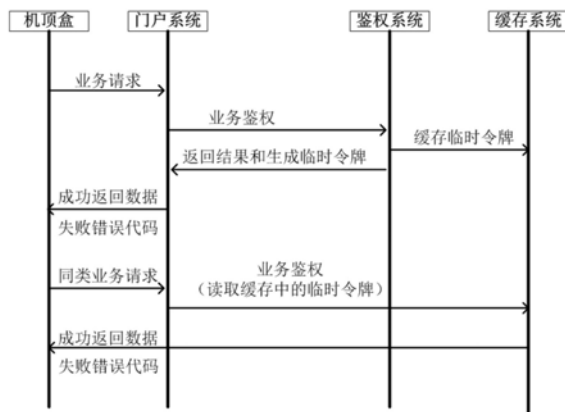 机顶盒
门户系统
鉴权系统
缓存系统
业务请求
业务鉴权
缓存临时令牌
返回结果和生成临时令牌
成功返回数据
失败错误代码
同类业务请求
业务鉴权
（读取缓存中的临时令牌）
成功返回数据
失败错误代码